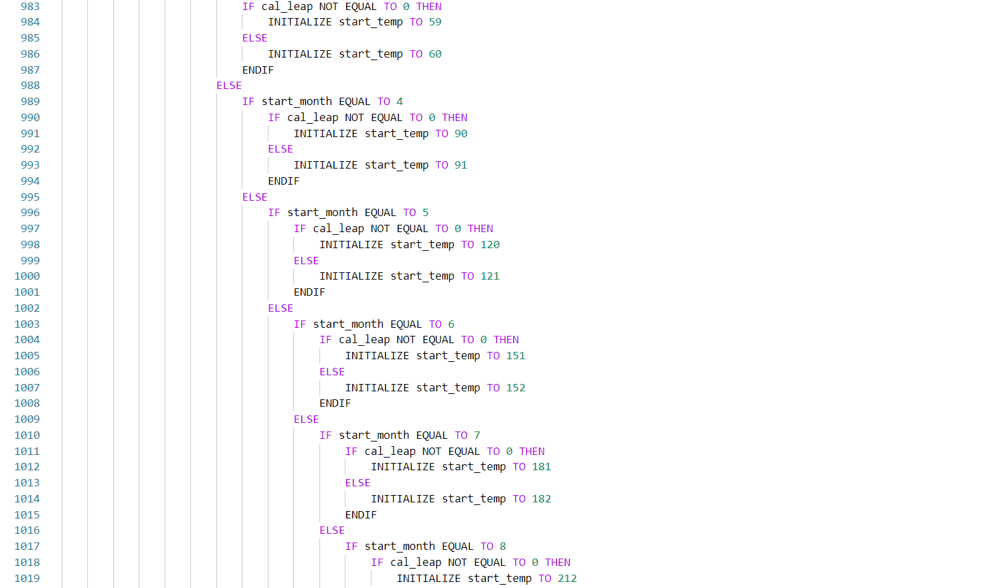 983 IF cal_leap NOT EQUAL TO 0 THEN
984 INITIALIZE start_temp TO 59
985 ELSE
986 INITIALIZE start_temp TO 60
987 ENDIF
988 ELSE
989 IF start_month EQUAL TO 4
990 IF cal_leap NOT EQUAL TO 0 THEN
991 INITIALIZE start_temp TO 90
992 ELSE
993 INITIALIZE start_temp TO 91
994 ENDIF
995 ELSE
996 IF start_month EQUAL TO 5
997 IF cal_leap NOT EQUAL TO 0 THEN
998 INITIALIZE start_temp TO 120
999 ELSE
1000 INITIALIZE start_temp TO 121
1001 ENDIF
1002 ELSE
1003 IF start_month EQUAL TO 6
1004 IF cal_leap NOT EQUAL TO 0 THEN
1005 INITIALIZE start_temp TO 151
1006 ELSE
1007 INITIALIZE start_temp TO 152
1008 ENDIF
1009 ELSE
1010 IF start_month EQUAL TO 7
1011 IF cal_leap NOT EQUAL TO 0 THEN
1012 INITIALIZE start_temp TO 181
1013 ELSE
1014 INITIALIZE start_temp TO 182
1015 ENDIF
1016 ELSE
1017 IF start_month EQUAL TO 8
1018 IF cal_leap NOT EQUAL TO 0 THEN
1019 INITIALIZE start_temp TO 212